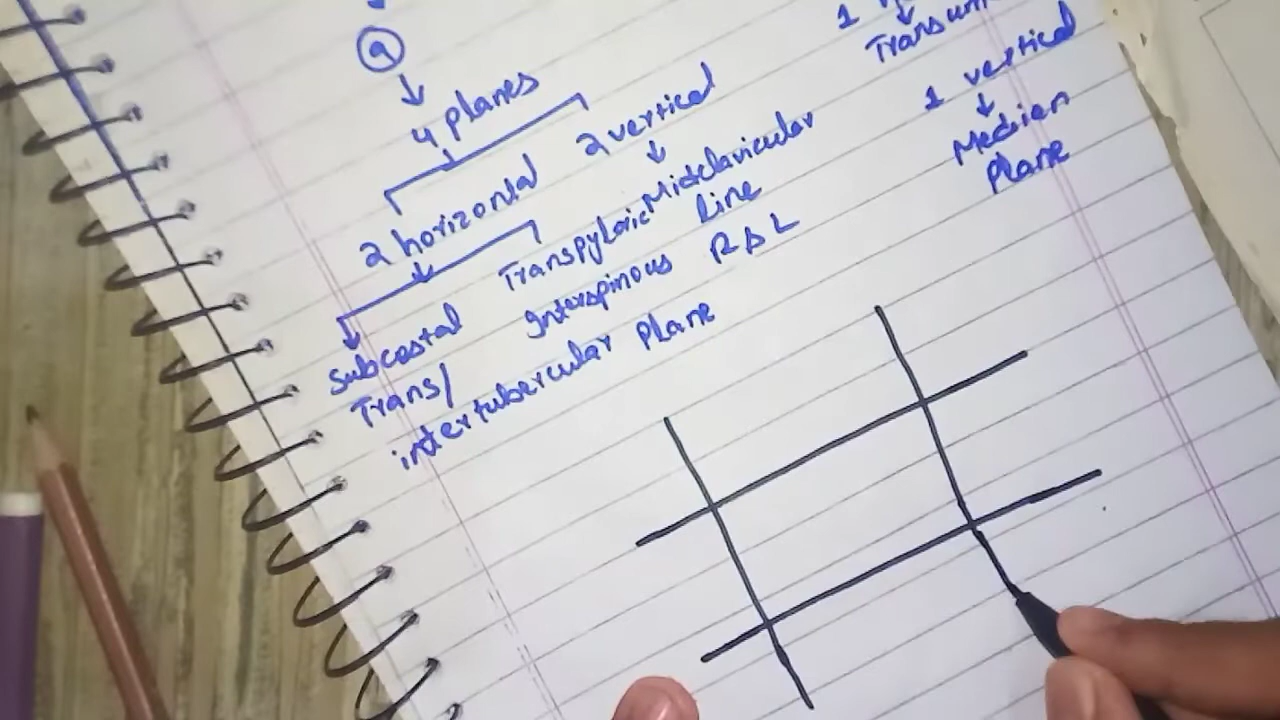 9
4 planes
2 horizontal 2 vertical
Midclavicular
Line
R & L
subcostal Transpyloric
Trans/ Interspinous
intertubercular Plane
1
Transum
1 vertical
Median
Plane